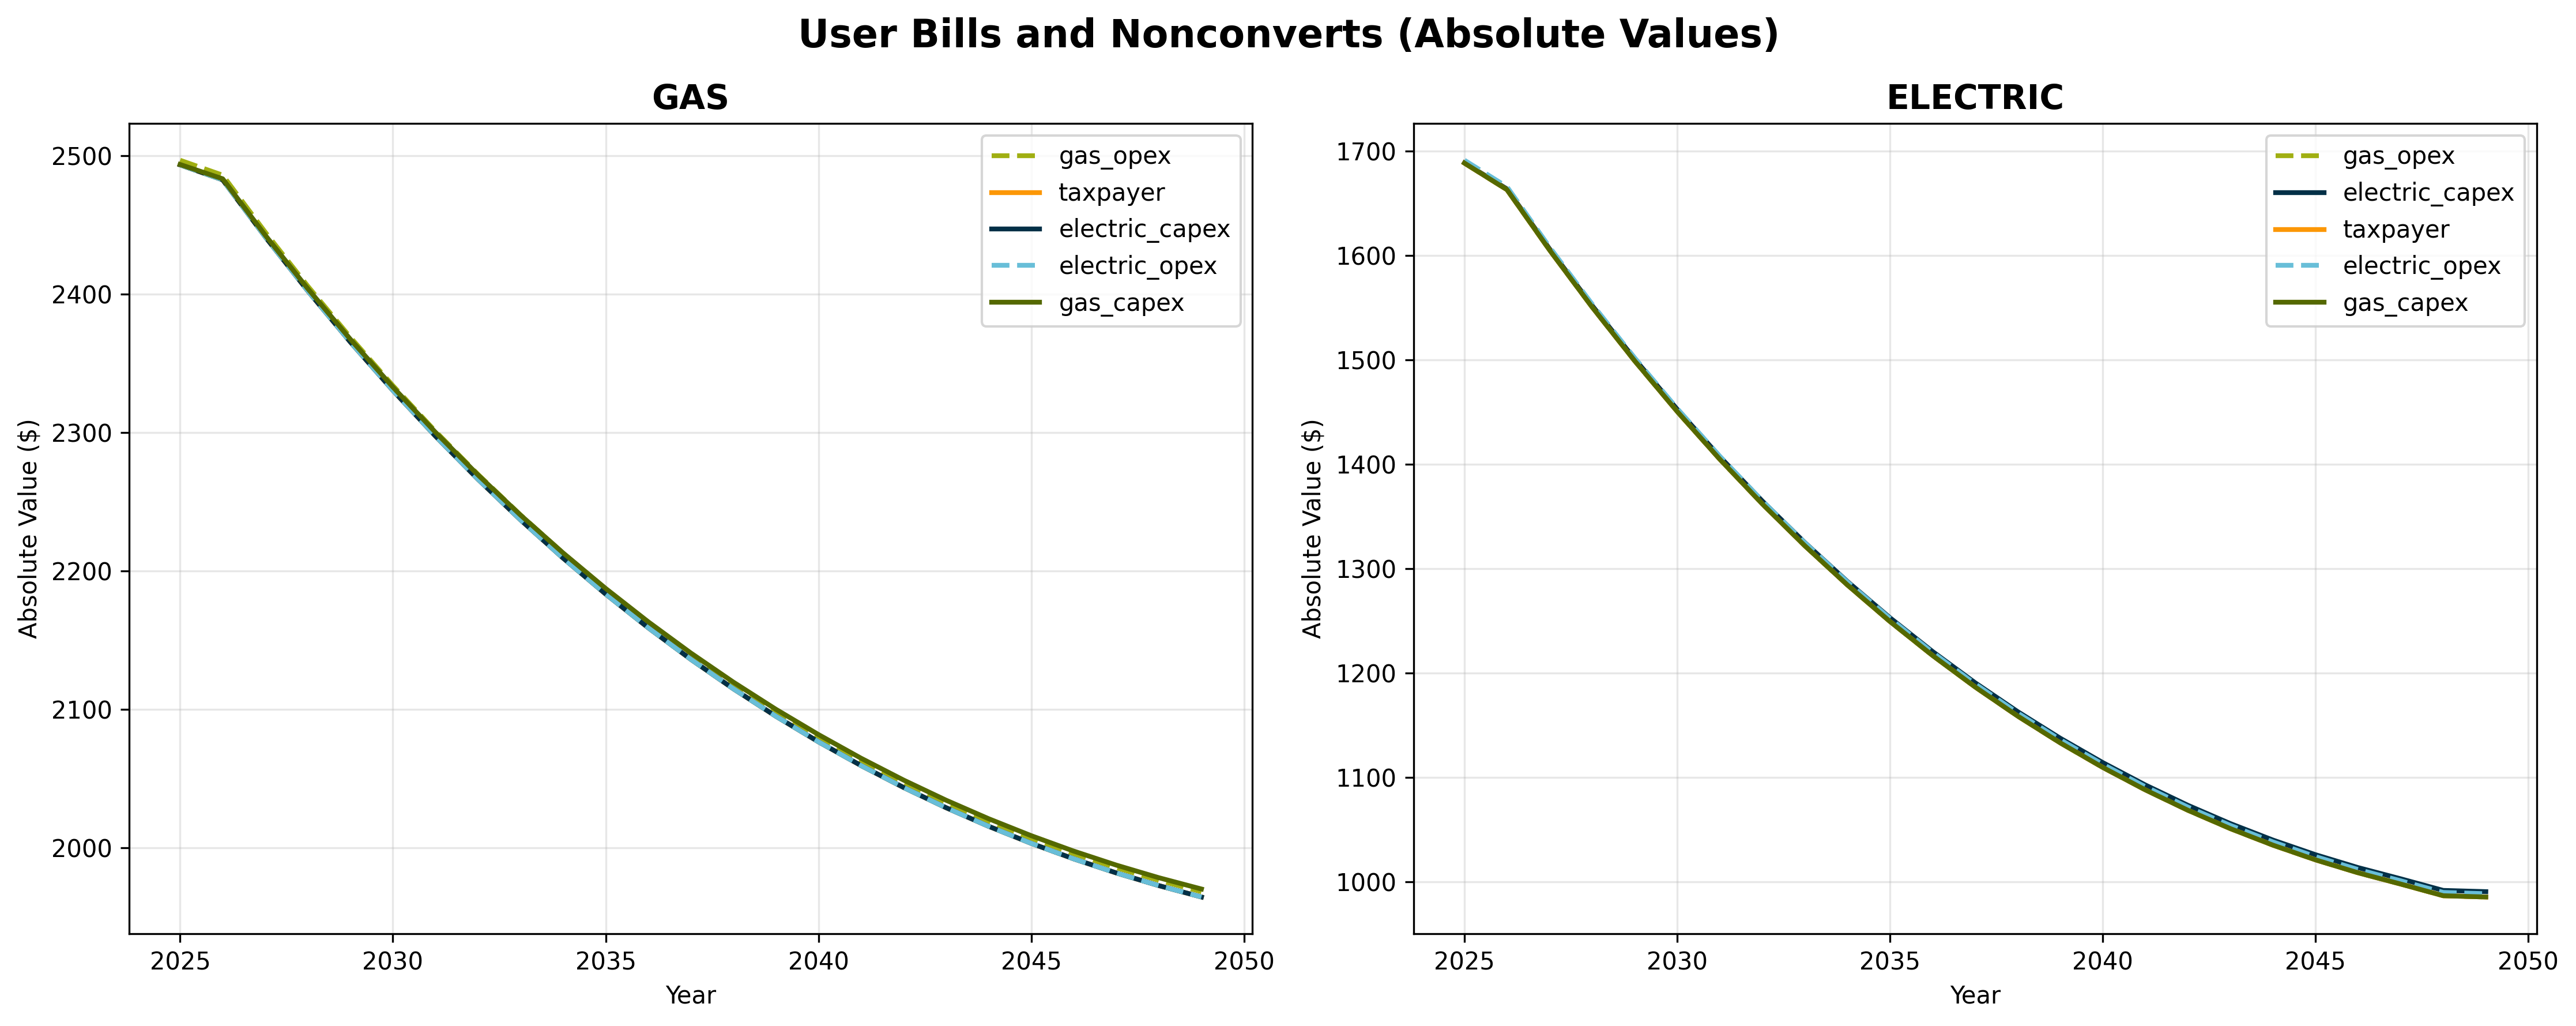 User Bills and Nonconverts (Absolute Values)
GAS
Absolute Value ($)
2500
2400
2300
2200
2100
2000
2025 2030 2035 2040 2045 2050
Year
gas_opex
taxpayer
electric_capex
electric_opex
gas_capex
ELECTRIC
Absolute Value ($)
1700
1600
1500
1400
1300
1200
1100
1000
2025 2030 2035 2040 2045 2050
Year
gas_opex
electric_capex
taxpayer
electric_opex
gas_capex